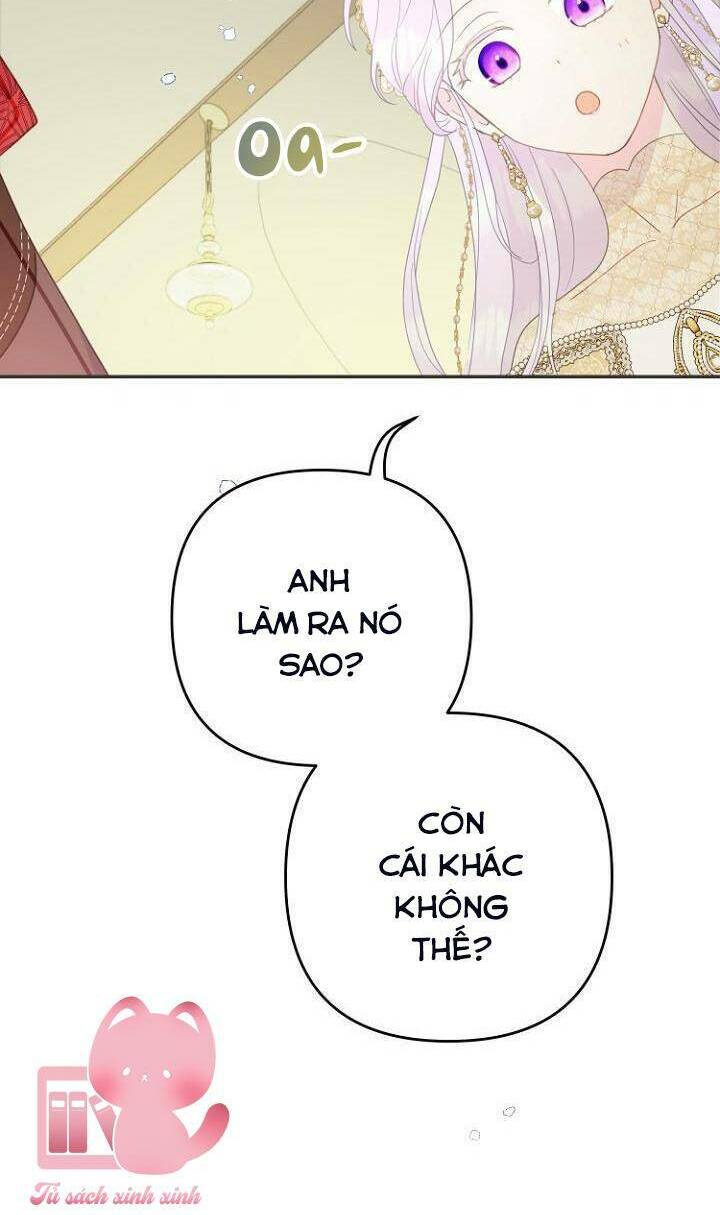 Oa-
ANH
LÀM RA NÓ
SAO?
CÒN
CÁI KHÁC
KHÔNG
THẾ?
Tủ sách xinh xinh